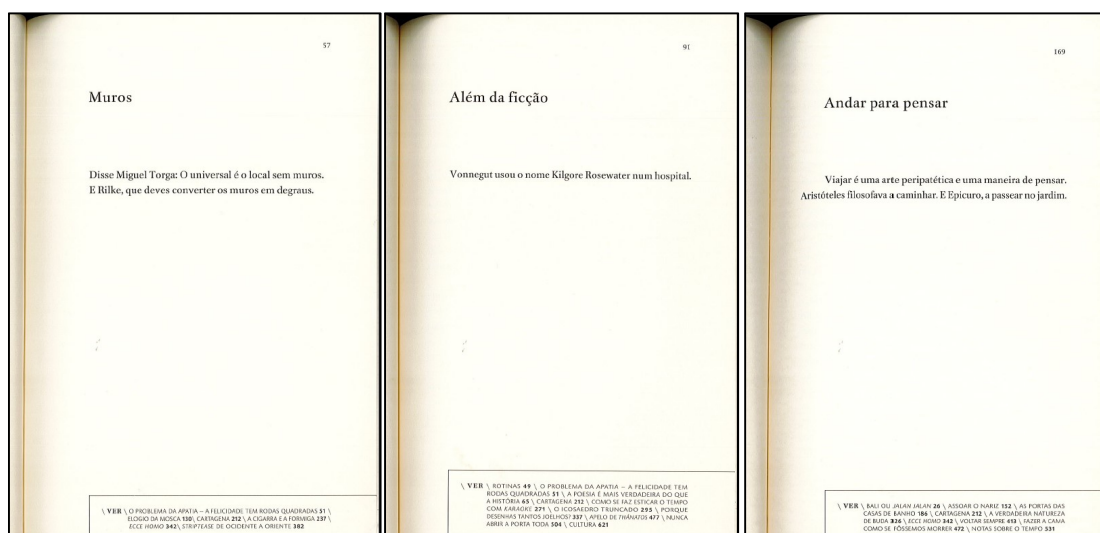 57
Muros
Disse Miguel Torga: O universal é o local sem muros.
E Rilke, que deves converter os muros em degraus.
\ VER \ O PROBLEMA DA APATIA – A FELICIDADE TEM RODAS QUADRADAS 51 \
ELOGIO DA MOSCA 130\ CARTAGENA 212 \ A CIGARRA E A FORMIGA 237 \
ECCE HOMO 342\ STRIPTEASE DE OCIDENTE A ORIENTE 382
91
Além da ficção
Vonnegut usou o nome Kilgore Rosewater num hospital.
\ VER \ ROTINAS 49 \ O PROBLEMA DA APATIA – A FELICIDADE TEM
RODAS QUADRADAS 51 \ A POESIA É MAIS VERDADEIRA DO QUE
A HISTÓRIA 65 \ CARTAGENA 212 \ COMO SE FAZ ESTICAR O TEMPO
COM KARAOKE 271 \ O ICOSAEDRO TRUNCADO 295 \ PORQUE
DESENHAS TANTOS JOELHOS? 337 \ APELO DE THÁNATOS 477 \ NUNCA
ABRIR A PORTA TODA 504 \ CULTURA 621
169
Andar para pensar
Viajar é uma arte peripatética e uma maneira de pensar.
Aristóteles filosofava a caminhar. E Epicuro, a passear no jardim.
\ VER \ BALI OU JALAN JALAN 26 \ ASSOAR O NARIZ 152 \ AS PORTAS DAS
CASAS DE BANHO 186 \ CARTAGENA 212 \ A VERDADEIRA NATUREZA
DE BUDA 326 \ ECCE HOMO 342 \ VOLTAR SEMPRE 413 \ FAZER A CAMA
COMO SE FÔSSEMOS MORRER 472 \ NOTAS SOBRE O TEMPO 531